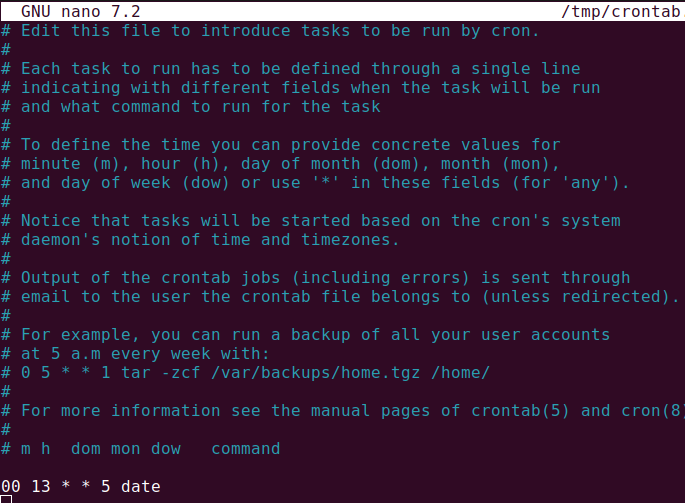 GNU nano 7.2 /tmp/crontab
# Edit this file to introduce tasks to be run by cron.
#
# Each task to run has to be defined through a single line
# indicating with different fields when the task will be run
# and what command to run for the task
#
# To define the time you can provide concrete values for
# minute (m), hour (h), day of month (dom), month (mon),
# and day of week (dow) or use '*' in these fields (for 'any').
#
# Notice that tasks will be started based on the cron's system
# daemon's notion of time and timezones.
#
# Output of the crontab jobs (including errors) is sent through
# email to the user the crontab file belongs to (unless redirected).
#
# For example, you can run a backup of all your user accounts
# at 5 a.m every week with:
# 0 5 * * 1 tar -zcf /var/backups/home.tgz /home/
#
# For more information see the manual pages of crontab(5) and cron(8)
#
# m h  dom mon dow   command
00 13 * * 5 date